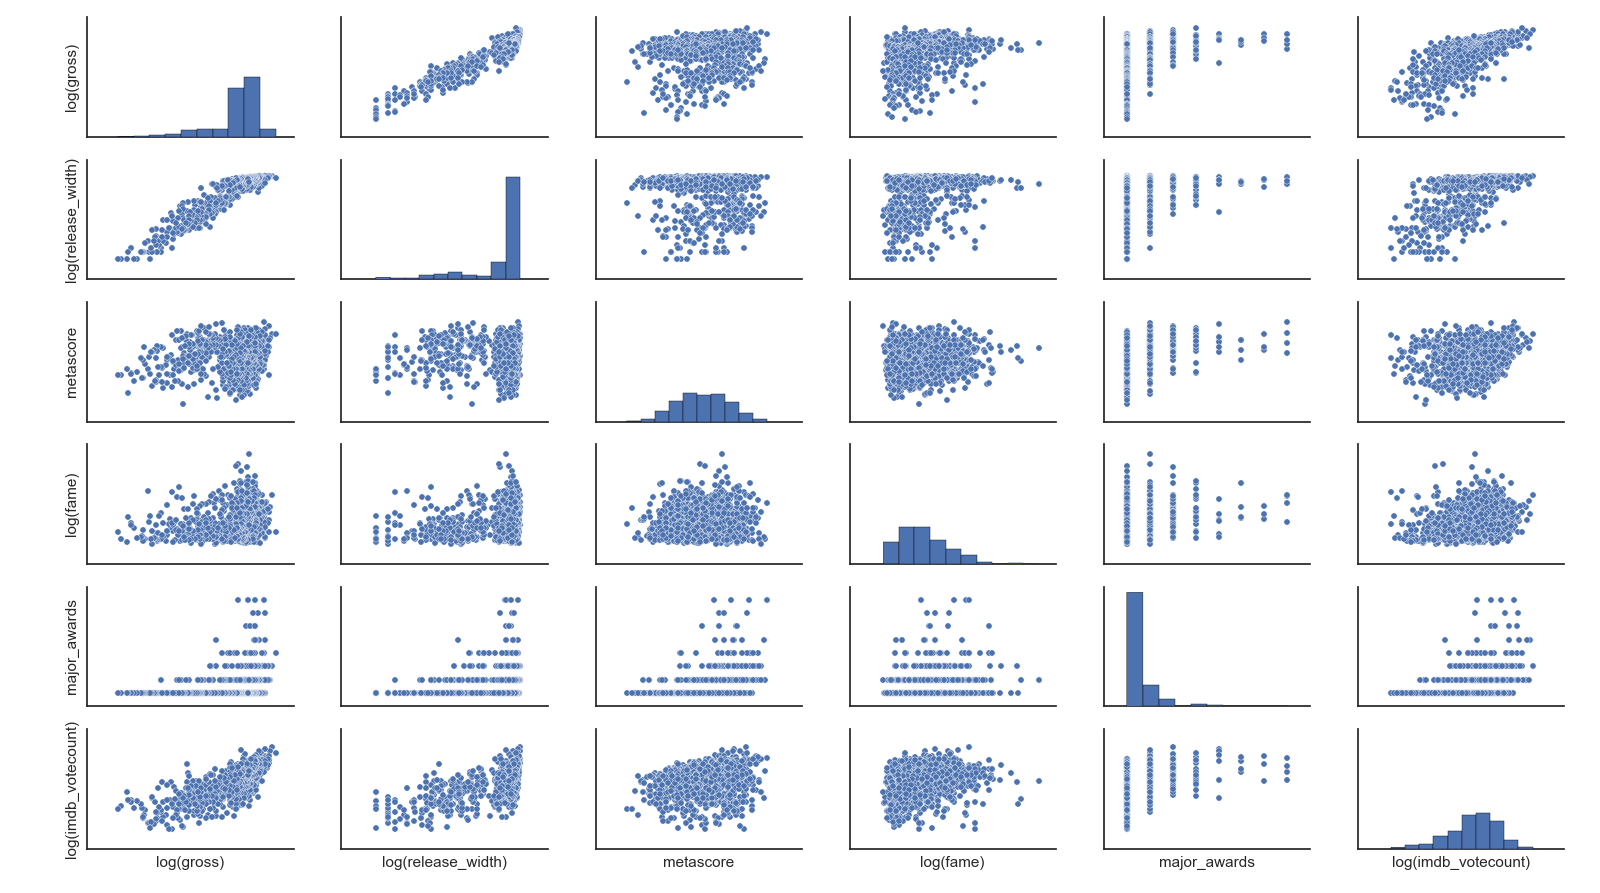 log(gross)
log(release_width)
metascore
log(fame)
major_awards
log(imdb_votecount)
log(gross)
log(release_width)
metascore
log(fame)
major_awards
log(imdb_votecount)